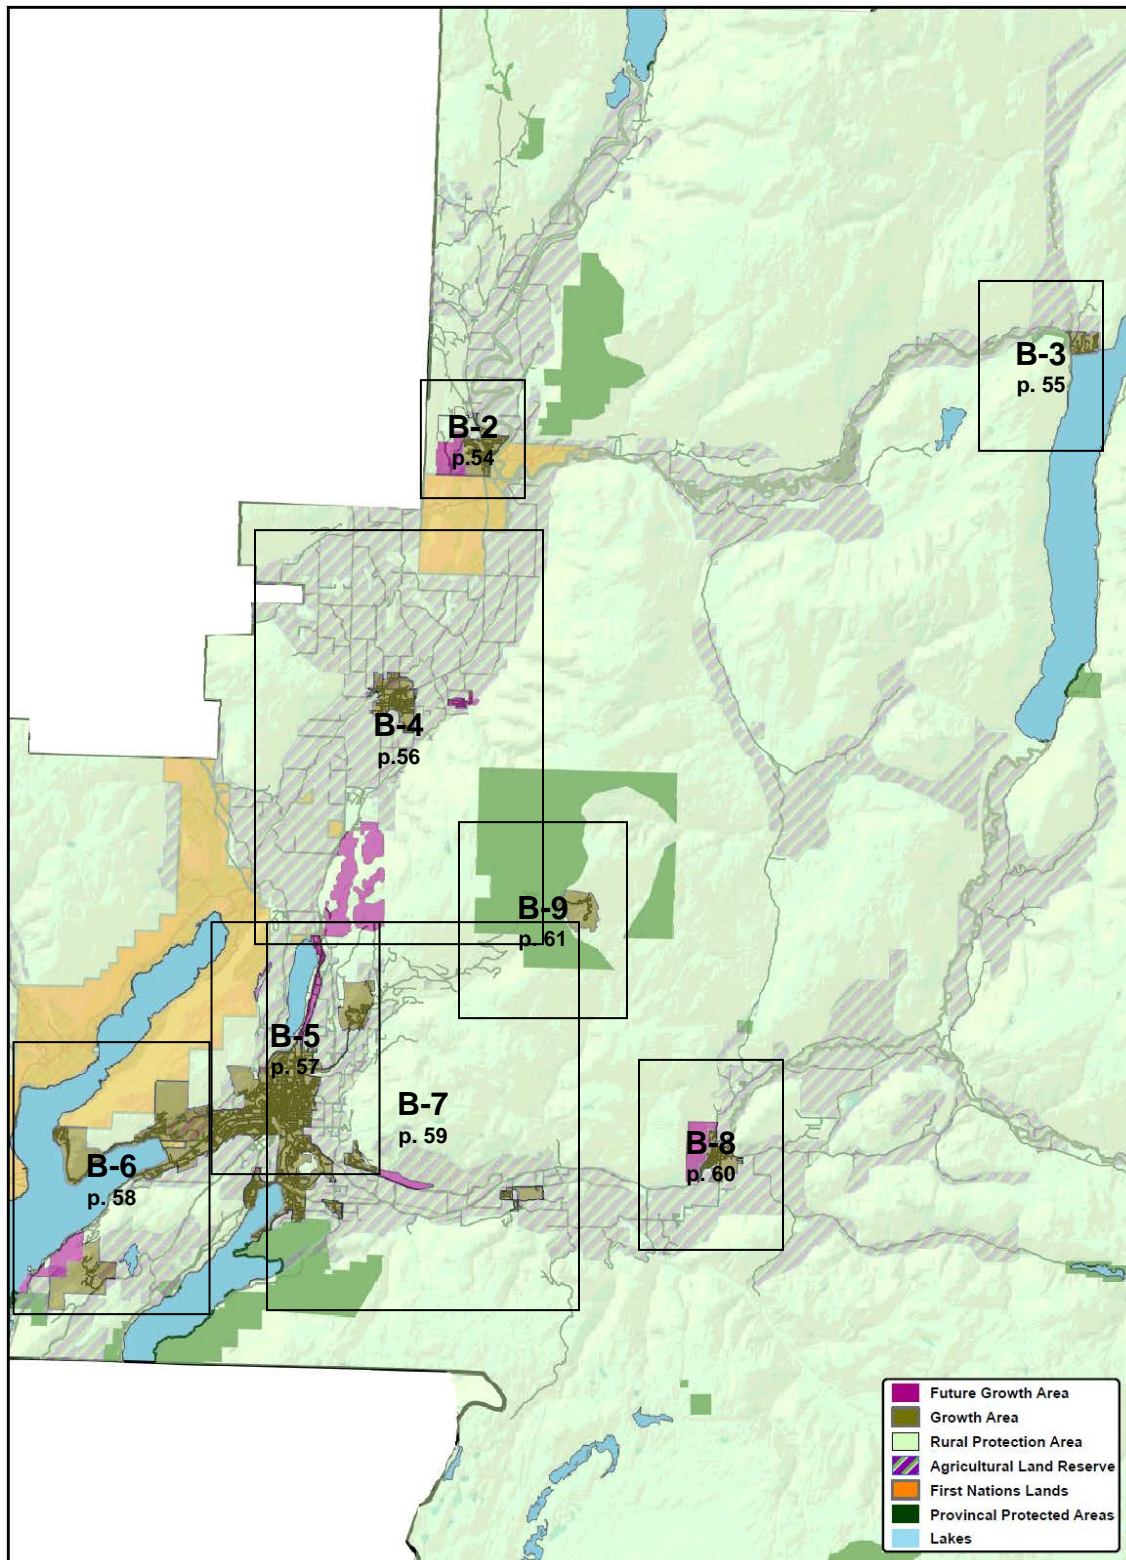 B-3
p. 55
B-2
p.54
B-4
p.56
B-9
p. 61
B-5
p. 57
B-7
p. 59
B-8
p. 60
B-6
p. 58
Future Growth Area
Growth Area
Rural Protection Area
Agricultural Land Reserve
First Nations Lands
Provincal Protected Areas
Lakes